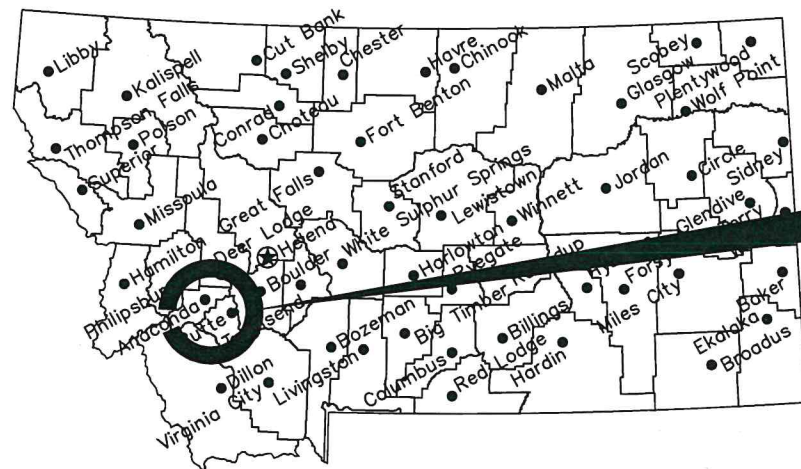 Libby
Cut Bank
Shelby
Chester
Havre
Chinook
Scobey
Plentywood
Kalispell
Malta
Glasgow
Wolf Point
Thompson Falls
Polson
Conrad
Choteau
Fort Benton
Superior
Missoula
Great Falls
Stanford
Lewistown
Winnett
Jordan
Circle
Sidney
Glendive
Hamilton
Deer Lodge
Helena
Boulder
White Sulphur Springs
Harlowton
Ryegate
Philipsburg
Anaconda
Bozeman
Big Timber
Billings
Miles City
Baker
Ekalaka
Broadus
Dillon
Virginia City
Livingston
Columbus
Red Lodge
Hardin